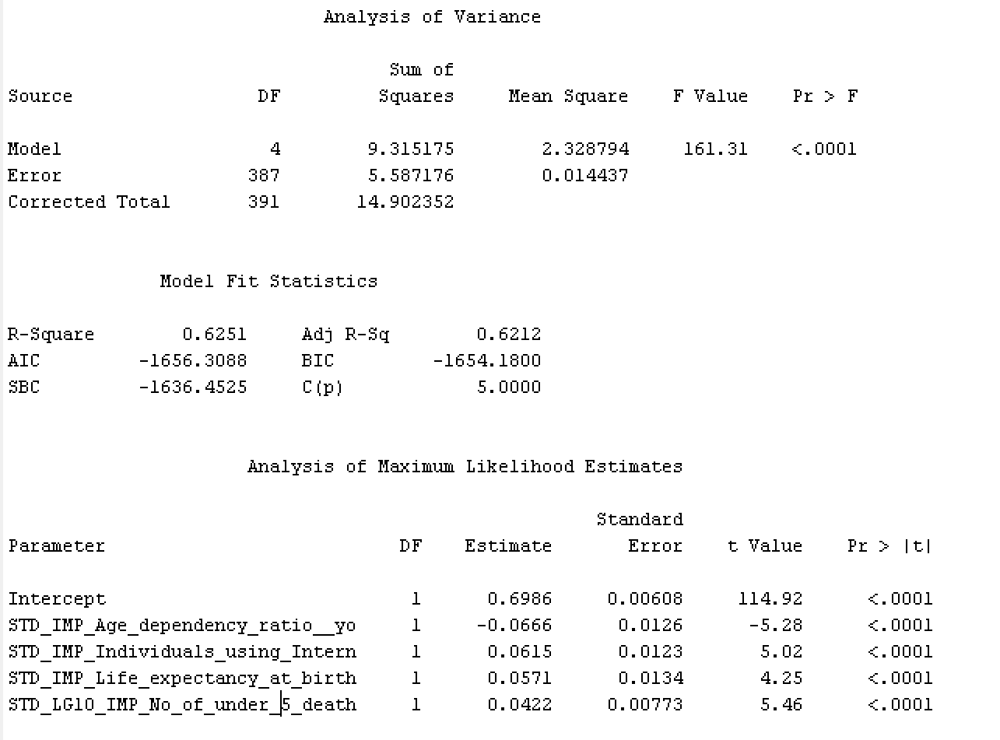 Analysis of Variance
Sum of
Source DF Squares Mean Square F Value Pr > F
Model 4 9.315175 2.328794 161.31 <.0001
Error 387 5.587176 0.014437
Corrected Total 391 14.902352
Model Fit Statistics
R-Square 0.6251 Adj R-Sq 0.6212
AIC -1656.3088 BIC -1654.1800
SBC -1636.4525 C(p) 5.0000
Analysis of Maximum Likelihood Estimates
Standard
Parameter DF Estimate Error t Value Pr > |t|
Intercept 1 0.6986 0.00608 114.92 <.0001
STD_IMP_Age_dependency_ratio__yo 1 -0.0666 0.0126 -5.28 <.0001
STD_IMP_Individuals_using_Intern 1 0.0615 0.0123 5.02 <.0001
STD_IMP_Life_expectancy_at_birth 1 0.0571 0.0134 4.25 <.0001
STD_LG10_IMP_No_of_under_5_death 1 0.0422 0.00773 5.46 <.0001